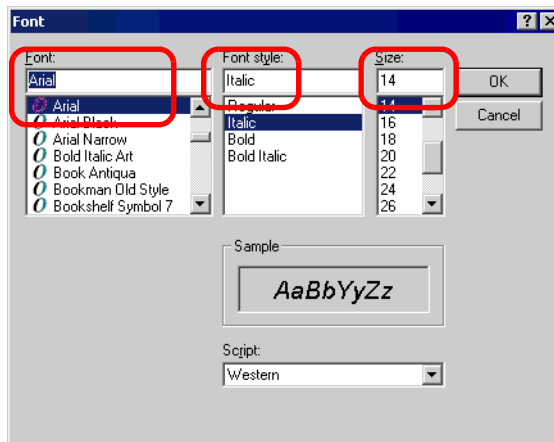 Font
Font: Font style: Size:
Arial Italic 14 OK
Arial Regular 14 Cancel
Arial Black Italic 16
Arial Narrow Bold 18
Bold Italic Art Bold Italic 20
Book Antiqua 22
Bookman Old Style 24
Bookshelf Symbol 7 26
Sample
AaBbYyZz
Script:
Western